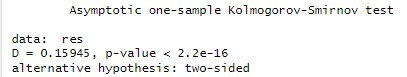 Asymptotic one-sample Kolmogorov-Smirnov test
data:  res
D = 0.15945, p-value < 2.2e-16
alternative hypothesis: two-sided